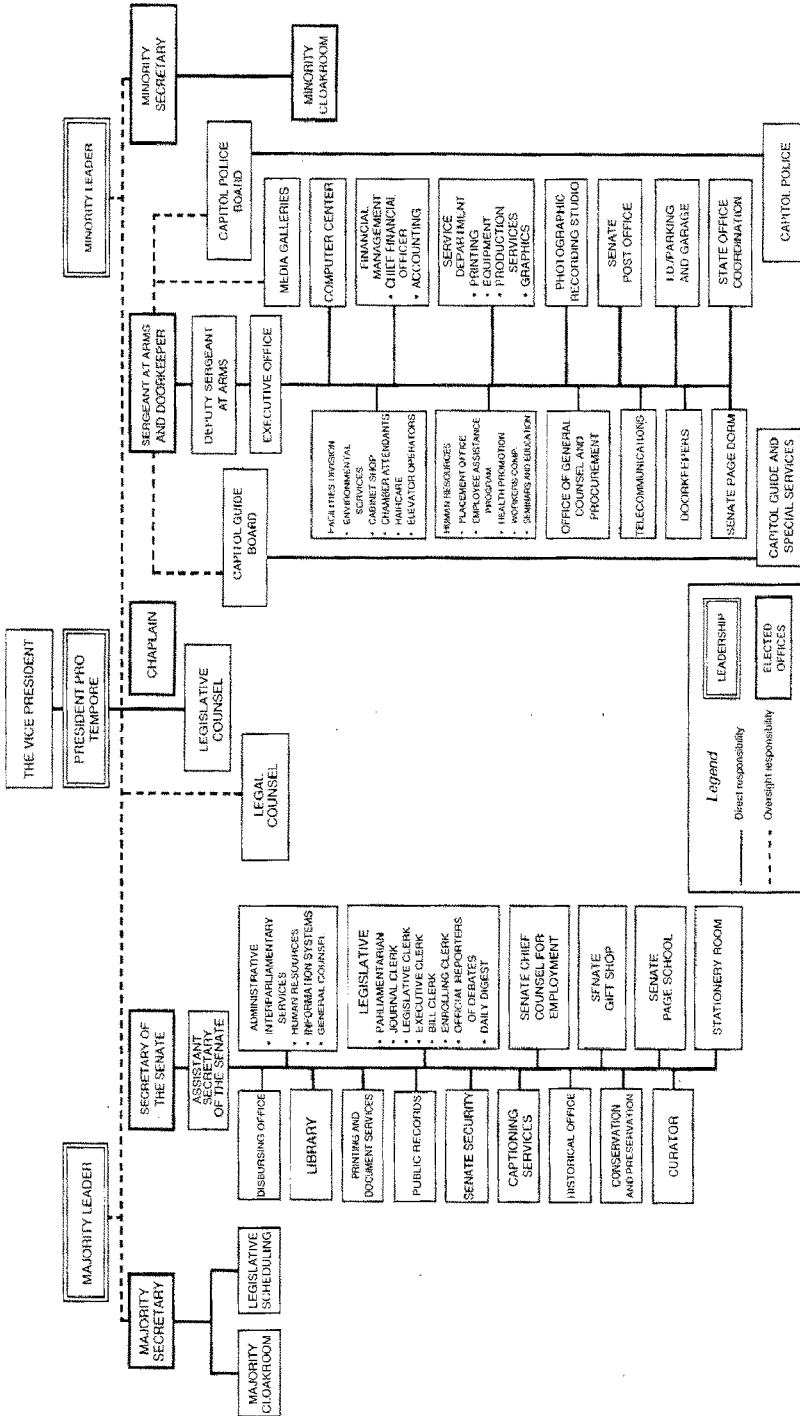 THE VICE PRESIDENT
MAJORITY LEADER
PRESIDENT PRO
TEMPORE
MINORITY LEADER
MAJORITY
SECRETARY
MAJORITY
CLOAKROOM
LEGISLATIVE
SCHEDULING
SECRETARY OF
THE SENATE
ASSISTANT
SECRETARY
OF THE SENATE
DISBURSING OFFICE
LIBRARY
PRINTING AND
DOCUMENT SERVICES
PUBLIC RECORDS
SENATE SECURITY
CAPTIONING
SERVICES
HISTORICAL OFFICE
CONSERVATION
AND PRESERVATION
CURATOR
ADMINISTRATIVE
• INTERPARLIAMENTARY
SERVICES
• HUMAN RESOURCES
• INFORMATION SYSTEMS
• GENERAL COUNSEL
LEGISLATIVE
• PARLIAMENTARIAN
• JOURNAL CLERK
• LEGISLATIVE CLERK
• EXECUTIVE CLERK
• BILL CLERK
• ENROLLING CLERK
• OFFICIAL REPORTERS
OF DEBATES
• DAILY DIGEST
SENATE CHIEF
COUNSEL FOR
EMPLOYMENT
SENATE
GIFT SHOP
SENATE
PAGE SCHOOL
STATIONERY ROOM
LEGAL
COUNSEL
LEGISLATIVE
COUNSEL
CHAPLAIN
SERGEANT AT ARMS
AND DOORKEEPER
DEPUTY SERGEANT
AT ARMS
EXECUTIVE OFFICE
CAPITOL GUIDE
BOARD
FACILITIES DIVISION
• ENVIRONMENTAL
SERVICES
• CABINET SHOP
• CHAMBER ATTENDANTS
• HAIRCARE
• ELEVATOR OPERATORS
HUMAN RESOURCES
• PLACEMENT OFFICE
• EMPLOYEE ASSISTANCE
PROGRAM
• HEALTH PROMOTION
• WORKERS COMP.
• SEMINARS AND EDUCATION
OFFICE OF GENERAL
COUNSEL AND
PROCUREMENT
TELECOMMUNICATIONS
DOORKEEPERS
SENATE PAGE DORM
CAPITOL GUIDE AND
SPECIAL SERVICES
CAPITOL POLICE
BOARD
MEDIA GALLERIES
COMPUTER CENTER
FINANCIAL
MANAGEMENT
• CHIEF FINANCIAL
OFFICER
• ACCOUNTING
SERVICE
DEPARTMENT
• PRINTING
• EQUIPMENT
• PRODUCTION
SERVICES
• GRAPHICS
PHOTOGRAPHIC
RECORDING STUDIO
SENATE
POST OFFICE
I.D./PARKING
AND GARAGE
STATE OFFICE
COORDINATION
CAPITOL POLICE
MINORITY
SECRETARY
MINORITY
CLOAKROOM
Legend
Direct responsibility
Oversight responsibility
LEADERSHIP
ELECTED
OFFICES